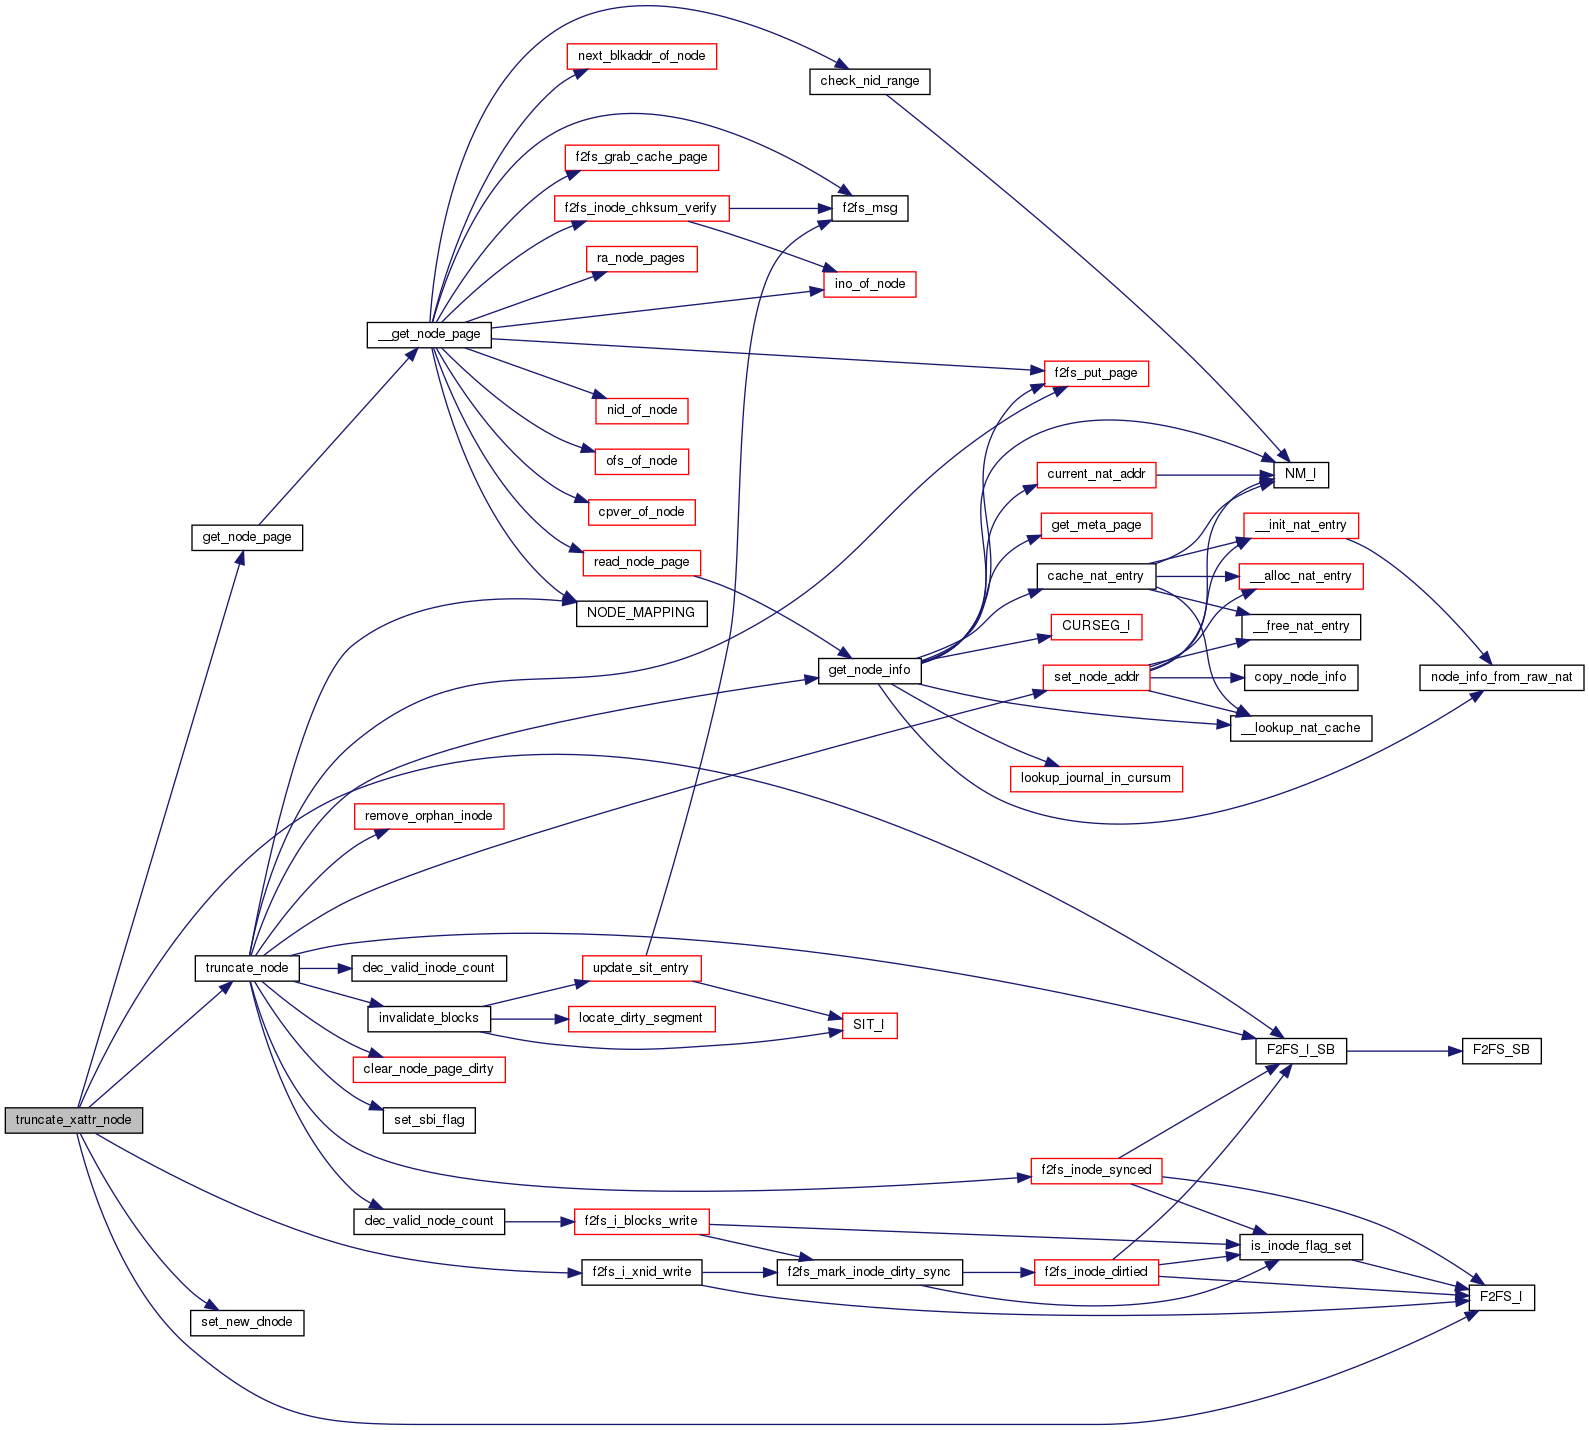 next_blkaddr_of_node
check_nid_range
f2fs_grab_cache_page
f2fs_inode_chksum_verify
f2fs_msg
ra_node_pages
ino_of_node
__get_node_page
f2fs_put_page
nid_of_node
ofs_of_node
current_nat_addr
NM_I
cpver_of_node
get_meta_page
__init_nat_entry
get_node_page
read_node_page
cache_nat_entry
__alloc_nat_entry
NODE_MAPPING
CURSEG_I
__free_nat_entry
get_node_info
set_node_addr
copy_node_info
node_info_from_raw_nat
__lookup_nat_cache
lookup_journal_in_cursum
remove_orphan_inode
truncate_node
dec_valid_inode_count
update_sit_entry
invalidate_blocks
locate_dirty_segment
SIT_I
clear_node_page_dirty
F2FS_I_SB
F2FS_SB
truncate_xattr_node
set_sbi_flag
f2fs_inode_synced
dec_valid_node_count
f2fs_i_blocks_write
is_inode_flag_set
f2fs_i_xnid_write
f2fs_mark_inode_dirty_sync
f2fs_inode_dirtied
F2FS_I
set_new_dnode